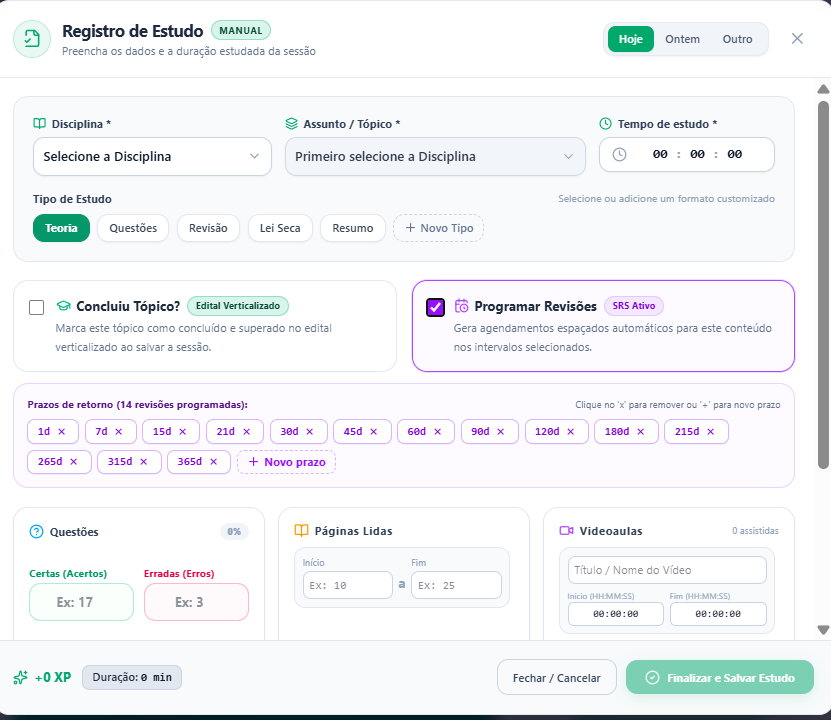 Registro de Estudo MANUAL
Preencha os dados e a duração estudada da sessão
Hoje Ontem Outro
Disciplina *
Selecione a Disciplina
Assunto / Tópico *
Primeiro selecione a Disciplina
Tempo de estudo *
00 : 00 : 00
Tipo de Estudo
Selecione ou adicione um formato customizado
Teoria Questões Revisão Lei Seca Resumo + Novo Tipo
Concluiu Tópico? Edital Verticalizado
Marca este tópico como concluído e superado no edital
verticalizado ao salvar a sessão.
Programar Revisões SRS Ativo
Gera agendamentos espaçados automáticos para este conteúdo
nos intervalos selecionados.
Prazos de retorno (14 revisões programadas):
Clique no 'x' para remover ou '+' para novo prazo
1d × 7d × 15d × 21d × 30d × 45d × 60d × 90d × 120d × 180d × 215d ×
265d × 315d × 365d × + Novo prazo
Questões 0%
Certas (Acertos) Erradas (Erros)
Ex: 17 Ex: 3
Páginas Lidas
Início Fim
Ex: 10 a Ex: 25
Videoaulas 0 assistidas
Título / Nome do Vídeo
Início (HH:MM:SS) Fim (HH:MM:SS)
00:00:00 00:00:00
+0 XP Duração: 0 min
Fechar / Cancelar Finalizar e Salvar Estudo